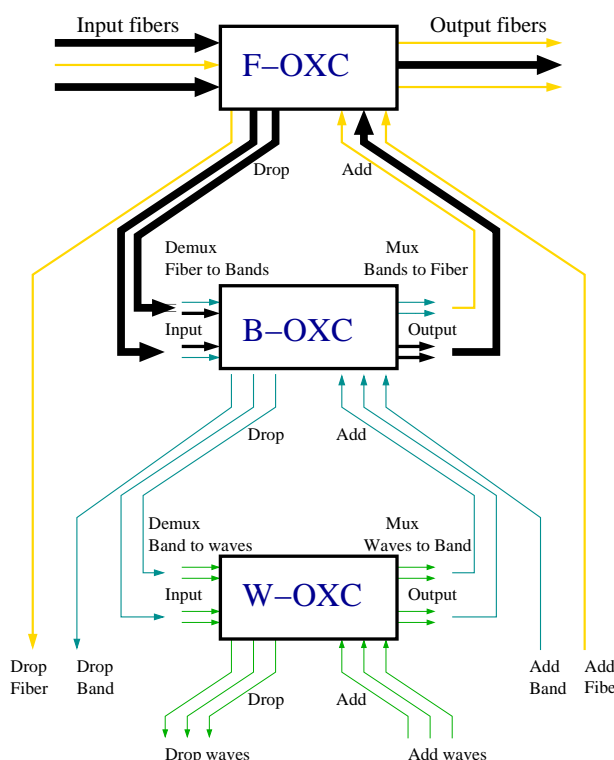 Input fibers
Output fibers
F–OXC
Drop
Add
Demux
Fiber to Bands
Mux
Bands to Fiber
Input
B–OXC
Output
Drop
Add
Demux
Band to waves
Mux
Waves to Band
Input
W–OXC
Output
Drop
Fiber
Drop
Band
Drop
Add
Add
Band
Add
Fiber
Drop waves
Add waves